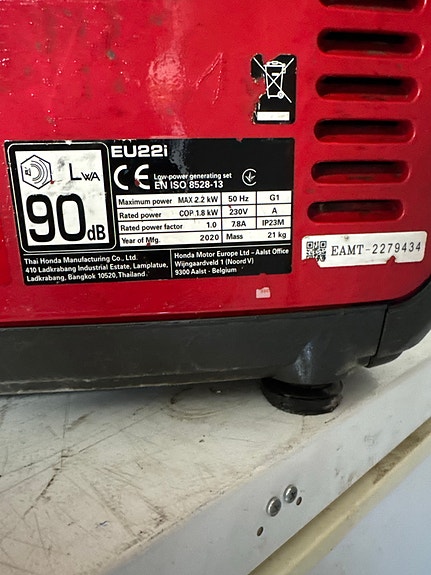 EU22i
LWA
90dB
CE Low-power generating set
EN ISO 8528-13
Maximum power MAX 2.2 kW 50 Hz G1
Rated power COP 1.8 kW 230V A
Rated power factor 1.0 7.8A IP23M
Year of Mfg. 2020 Mass 21 kg
Thai Honda Manufacturing Co., Ltd.
410 Ladkrabang Industrial Estate, Lamplatue,
Ladkrabang, Bangkok 10520,Thailand.
Honda Motor Europe Ltd - Aalst Office
Wijngaardveld 1 (Noord V)
9300 Aalst - Belgium
EAMT-2279434